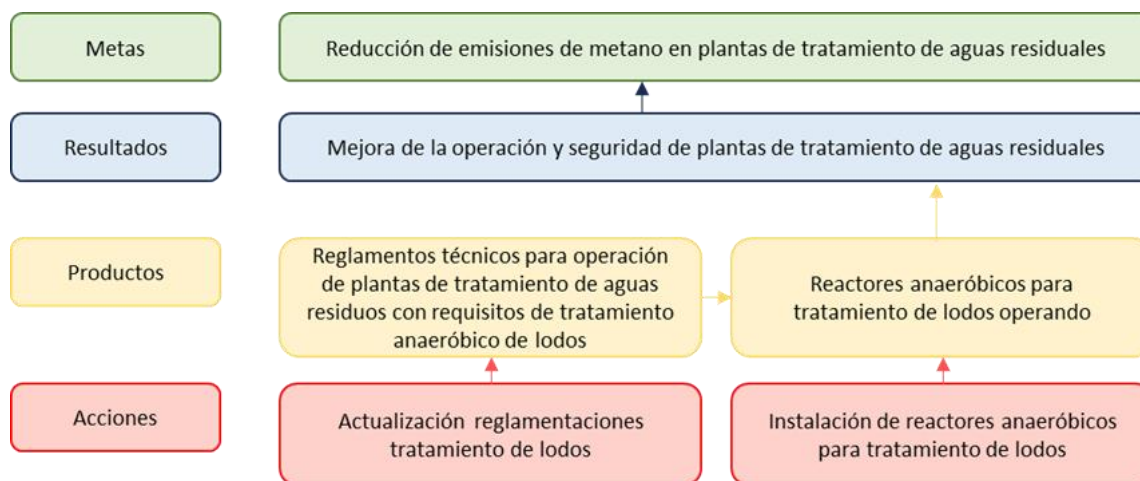 Metas
Reducción de emisiones de metano en plantas de tratamiento de aguas residuales
Resultados
Mejora de la operación y seguridad de plantas de tratamiento de aguas residuales
Productos
Reglamentos técnicos para operación
de plantas de tratamiento de aguas
residuos con requisitos de tratamiento
anaeróbico de lodos
Reactores anaeróbicos para
tratamiento de lodos operando
Acciones
Actualización reglamentaciones
tratamiento de lodos
Instalación de reactores anaeróbicos
para tratamiento de lodos